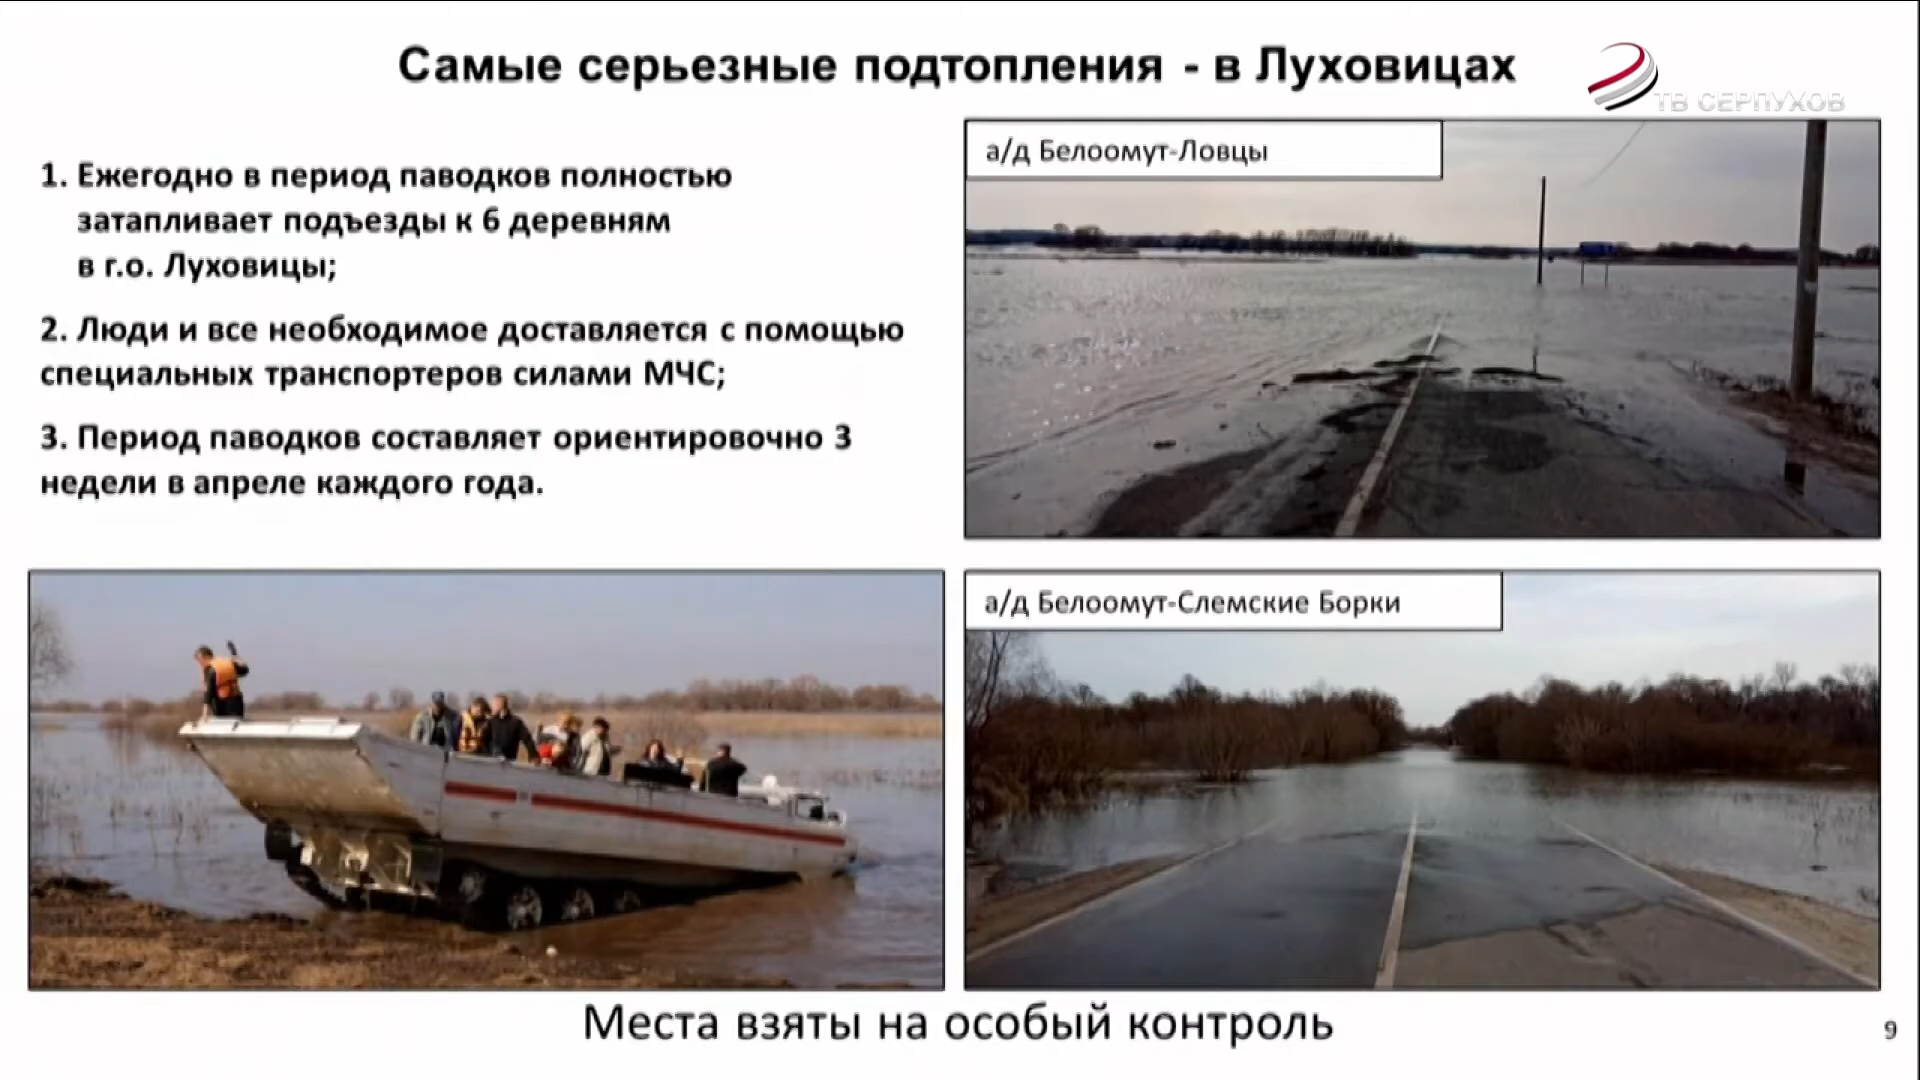 Самые серьезные подтопления - в Луховицах
ТВ СЕРПУХОВ
1. Ежегодно в период паводков полностью
затапливает подъезды к 6 деревням
в г.о. Луховицы;
2. Люди и все необходимое доставляется с помощью
специальных транспортеров силами МЧС;
3. Период паводков составляет ориентировочно 3
недели в апреле каждого года.
а/д Белоомут-Ловцы
а/д Белоомут-Слемские Борки
Места взяты на особый контроль
9